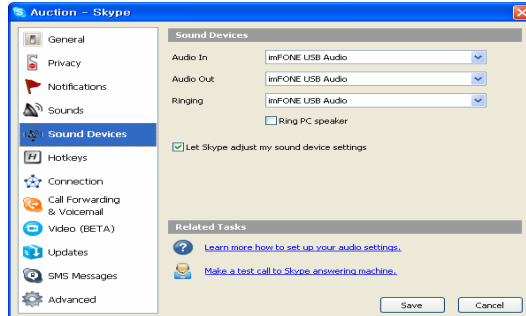 Auction - Skype
General
Privacy
Notifications
Sounds
Sound Devices
Hotkeys
Connection
Call Forwarding
& Voicemail
Video (BETA)
Updates
SMS Messages
Advanced
Sound Devices
Audio In imFONE USB Audio
Audio Out imFONE USB Audio
Ringing imFONE USB Audio
Ring PC speaker
Let Skype adjust my sound device settings
Related Tasks
Learn more how to set up your audio settings.
Make a test call to Skype answering machine.
Save Cancel